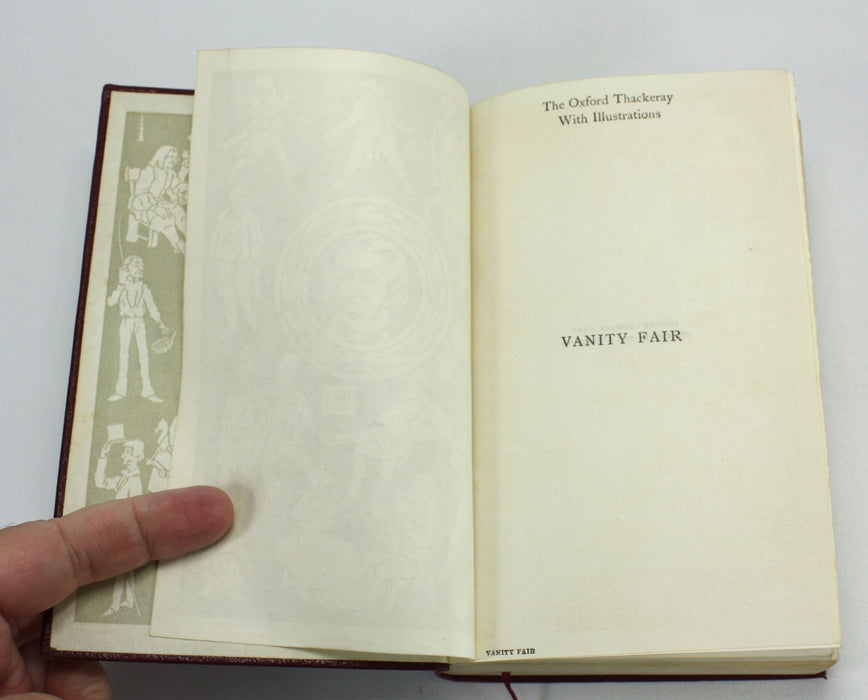 The Oxford Thackeray
With Illustrations
VANITY FAIR
VANITY FAIR